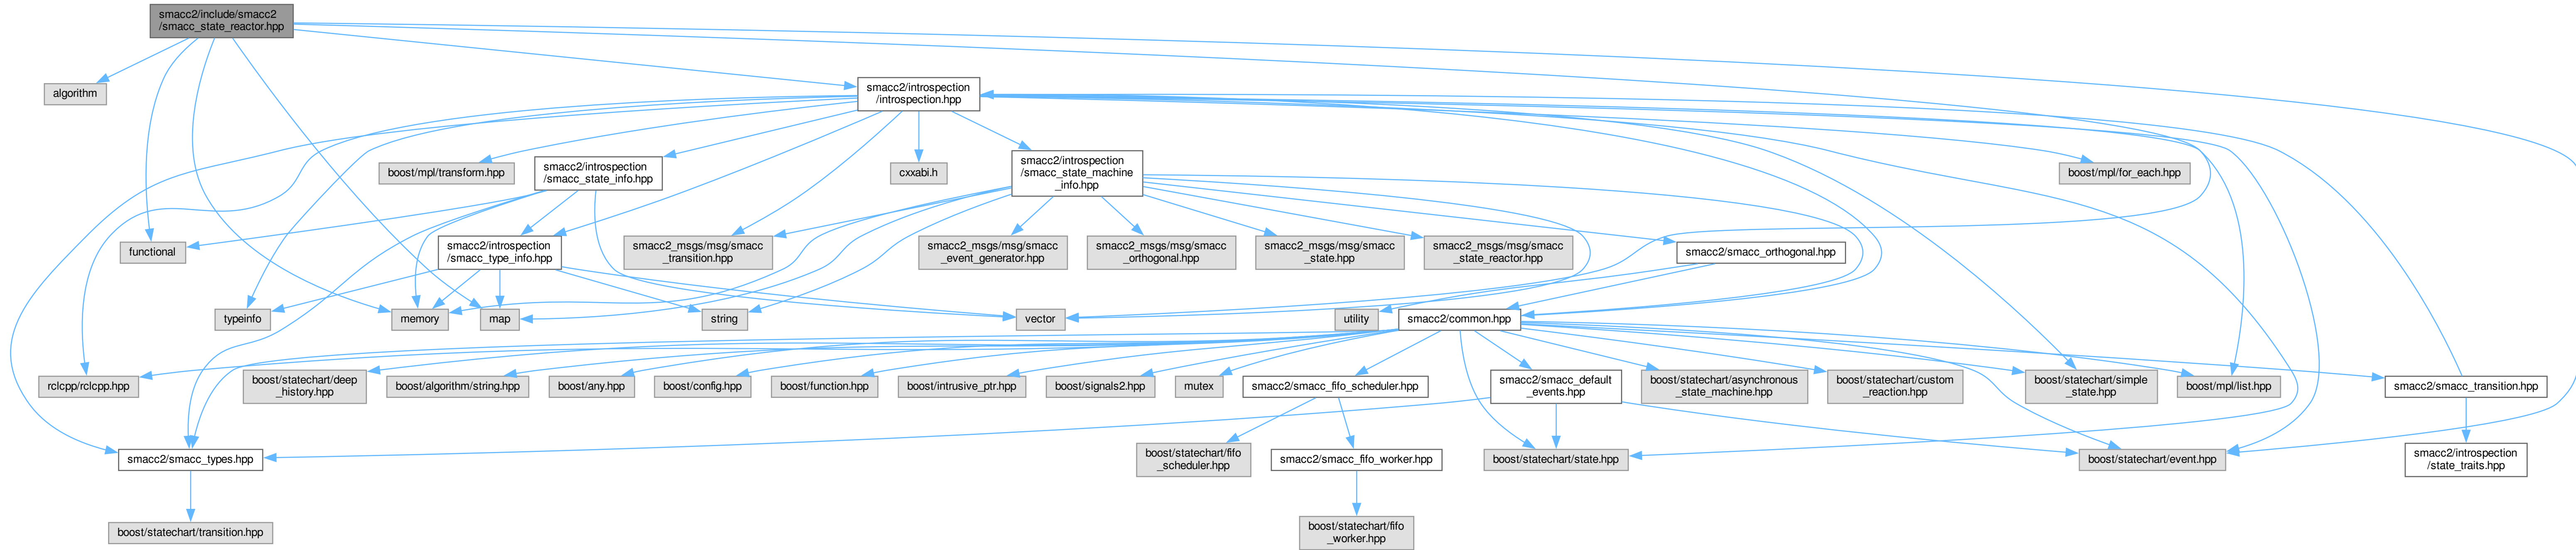 smacc2/include/smacc2
/smacc_state_reactor.hpp
algorithm
smacc2/introspection
/introspection.hpp
boost/mpl/transform.hpp
smacc2/introspection
/smacc_state_info.hpp
cxxabi.h
smacc2/introspection
/smacc_state_machine
_info.hpp
boost/mpl/for_each.hpp
functional
smacc2/introspection
/smacc_type_info.hpp
smacc2_msgs/msg/smacc
_transition.hpp
smacc2_msgs/msg/smacc
_event_generator.hpp
smacc2_msgs/msg/smacc
_orthogonal.hpp
smacc2_msgs/msg/smacc
_state.hpp
smacc2_msgs/msg/smacc
_state_reactor.hpp
smacc2/smacc_orthogonal.hpp
typeinfo
memory
map
string
vector
utility
smacc2/common.hpp
rclcpp/rclcpp.hpp
boost/statechart/deep
_history.hpp
boost/algorithm/string.hpp
boost/any.hpp
boost/config.hpp
boost/function.hpp
boost/intrusive_ptr.hpp
boost/signals2.hpp
mutex
smacc2/smacc_fifo_scheduler.hpp
smacc2/smacc_default
_events.hpp
boost/statechart/asynchronous
_state_machine.hpp
boost/statechart/custom
_reaction.hpp
boost/statechart/simple
_state.hpp
boost/mpl/list.hpp
smacc2/smacc_transition.hpp
smacc2/smacc_types.hpp
boost/statechart/fifo
_scheduler.hpp
smacc2/smacc_fifo_worker.hpp
boost/statechart/state.hpp
boost/statechart/event.hpp
smacc2/introspection
/state_traits.hpp
boost/statechart/transition.hpp
boost/statechart/fifo
_worker.hpp